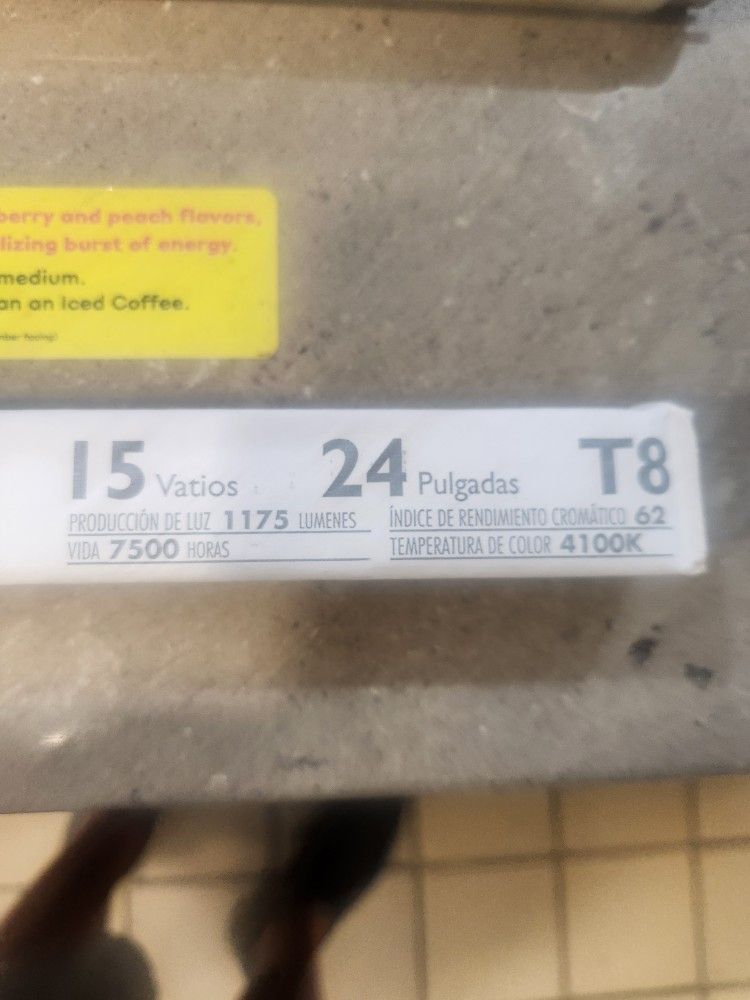 berry and peach flavors,
lizing burst of energy.
medium.
an an Iced Coffee.
15 Vatios 24 Pulgadas T8
PRODUCCIÓN DE LUZ 1175 LUMENES ÍNDICE DE RENDIMIENTO CROMÁTICO 62
VIDA 7500 HORAS TEMPERATURA DE COLOR 4100K